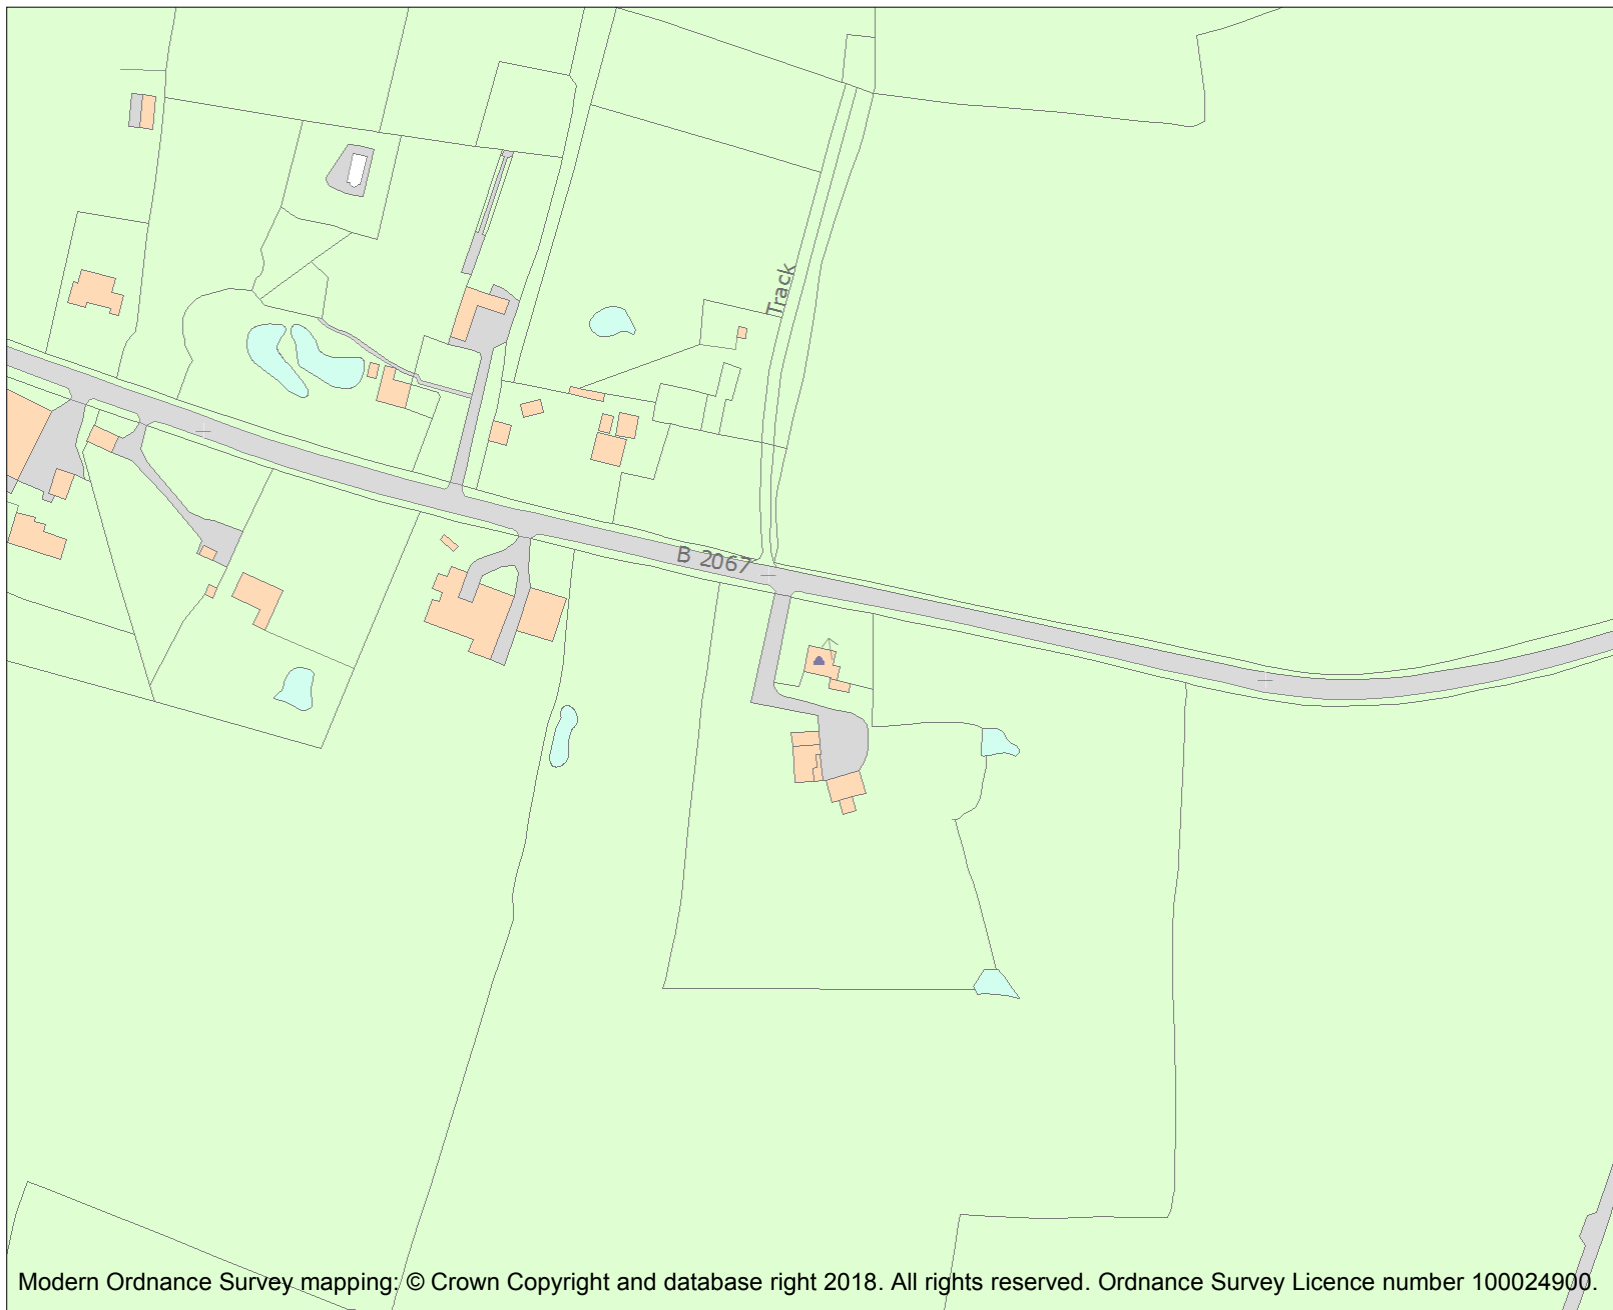 Track
B 2067
Modern Ordnance Survey mapping: © Crown Copyright and database right 2018. All rights reserved. Ordnance Survey Licence number 100024900.